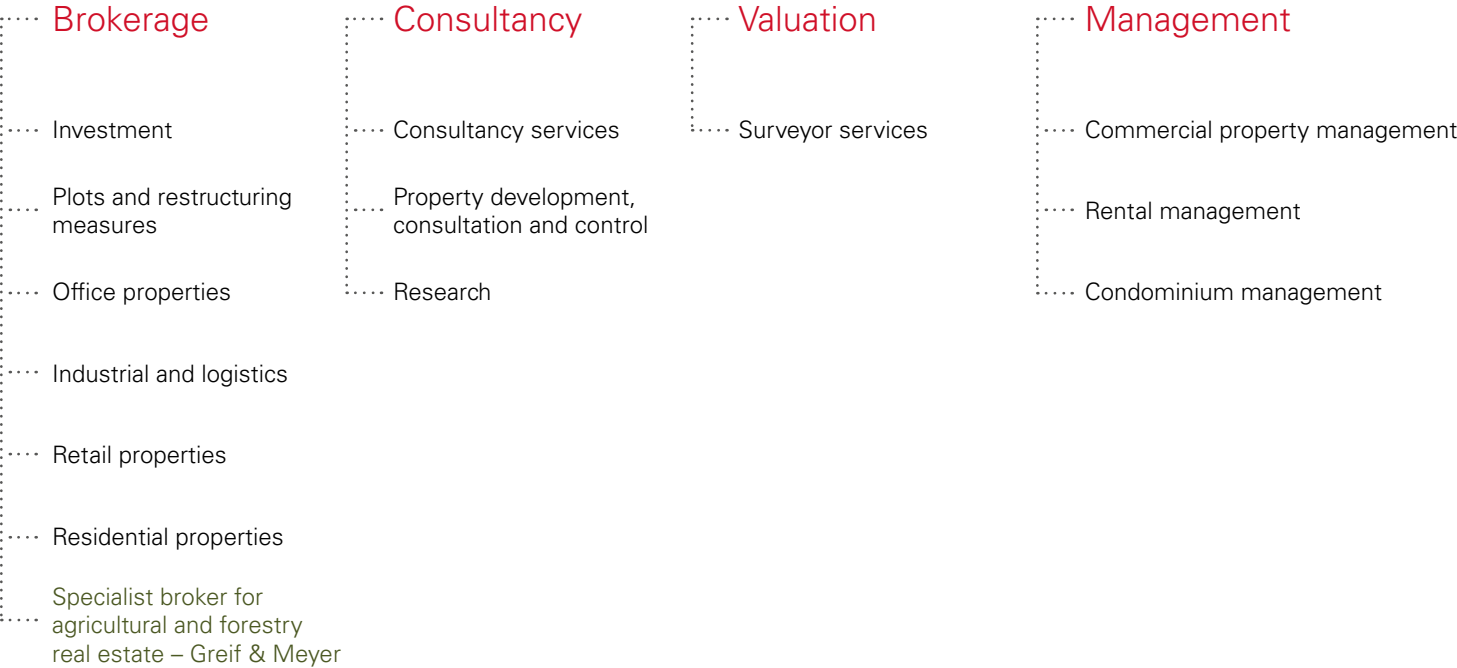 Brokerage
Investment
Plots and restructuring
measures
Office properties
Industrial and logistics
Retail properties
Residential properties
Specialist broker for
agricultural and forestry
real estate – Greif & Meyer
Consultancy
Consultancy services
Property development,
consultation and control
Research
Valuation
Surveyor services
Management
Commercial property management
Rental management
Condominium management